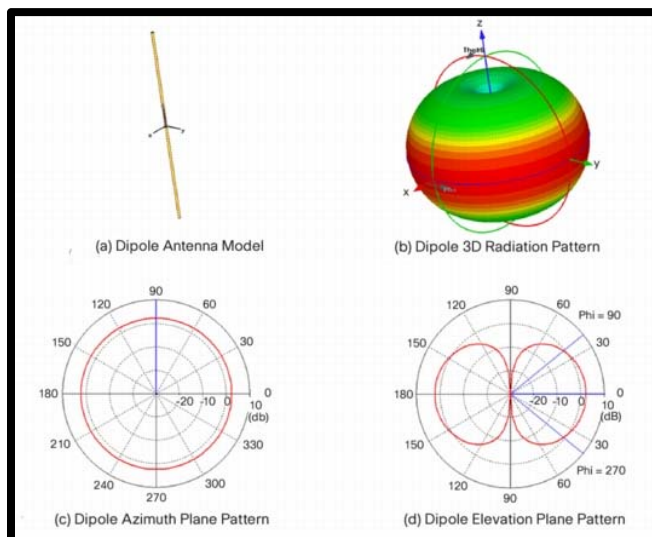 z
Theta
y
x
Phi
(a) Dipole Antenna Model
(b) Dipole 3D Radiation Pattern
90
120
60
150
30
180
-20
-10
0
10
0
(db)
210
330
240
300
270
(c) Dipole Azimuth Plane Pattern
90
120
60
Phi = 90
150
30
180
-20
-10
0
10
0
(dB)
150
30
120
60
Phi = 270
90
(d) Dipole Elevation Plane Pattern